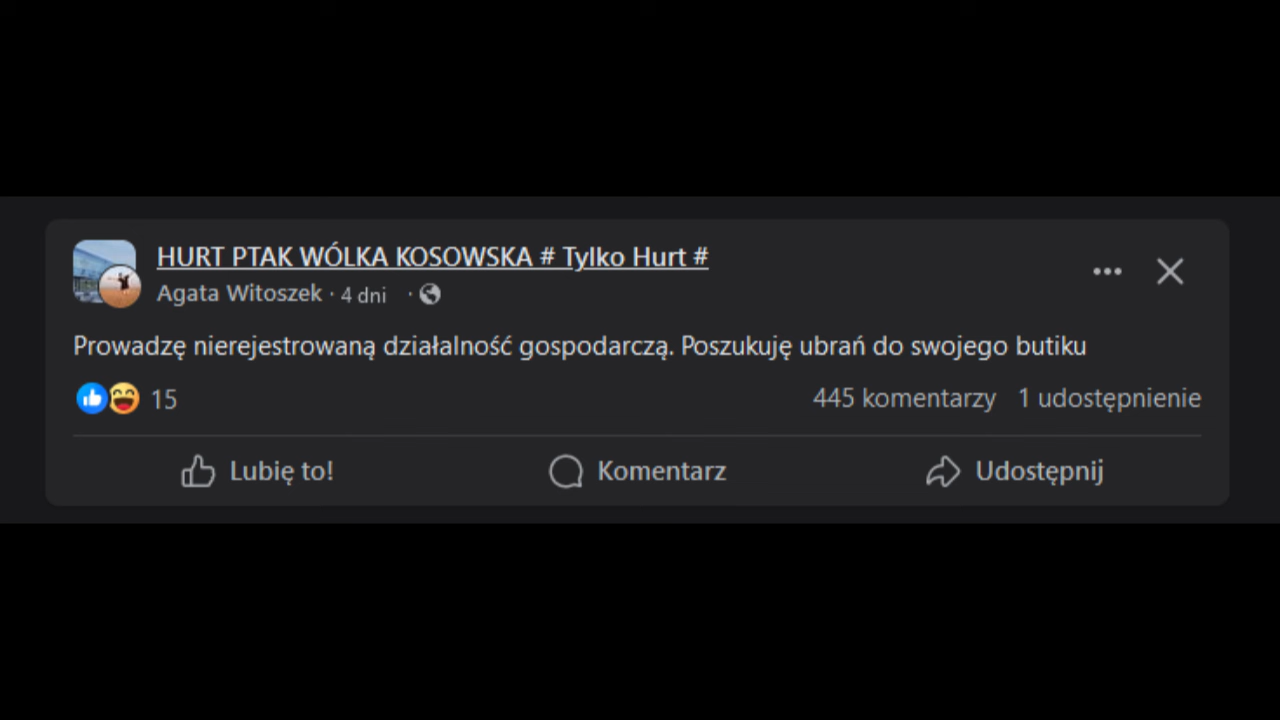 HURT PTAK WÓLKA KOSOWSKA # Tylko Hurt #
Agata Witoszek · 4 dni ·
Prowadzę nierejestrowaną działalność gospodarczą. Poszukuję ubrań do swojego butiku
15 445 komentarzy 1 udostępnienie
Lubię to! Komentarz Udostępnij